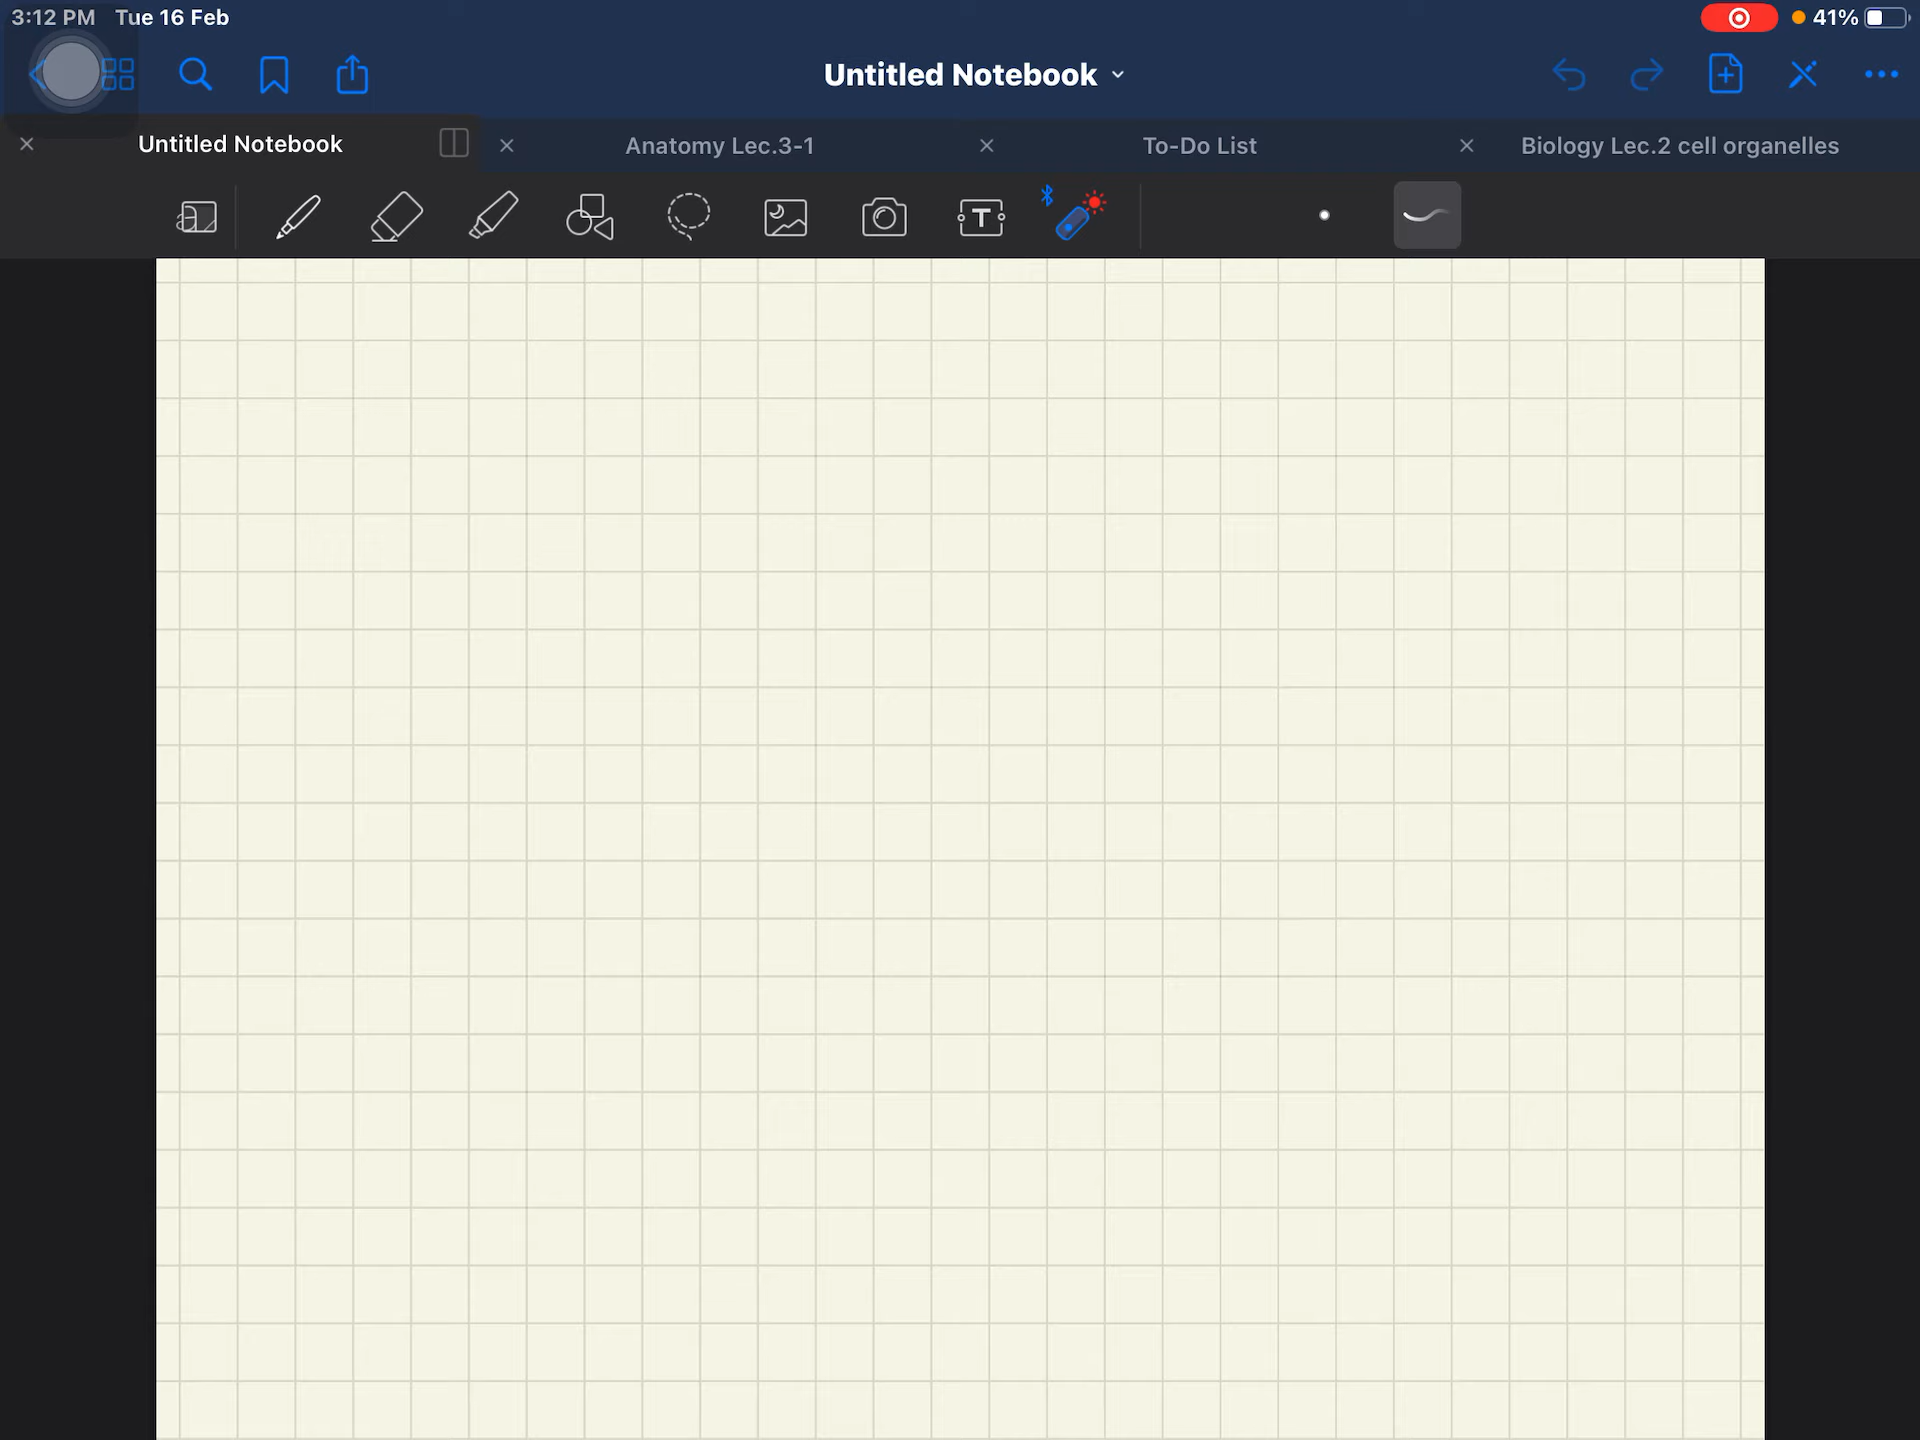 3:12 PM Tue 16 Feb
41%
Untitled Notebook
Untitled Notebook
Anatomy Lec.3-1
To-Do List
Biology Lec.2 cell organelles